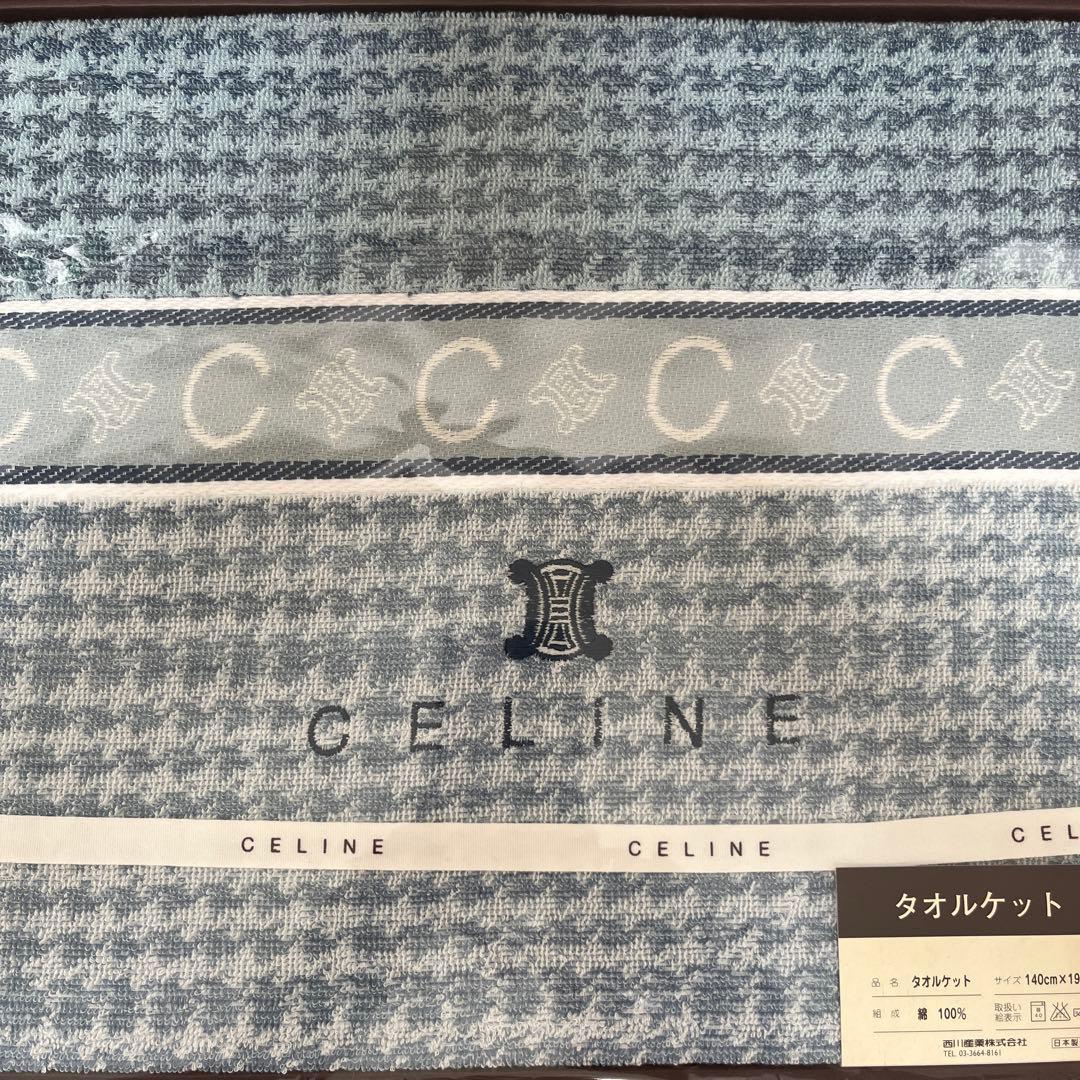 C C C C C
CELINE
CELINE CELINE CEL
タオルケット
品名 タオルケット サイズ 140cm×19
組成 綿 100% 取扱い絵表示 40
西川産業株式会社 日本製
TEL. 03-3664-8161